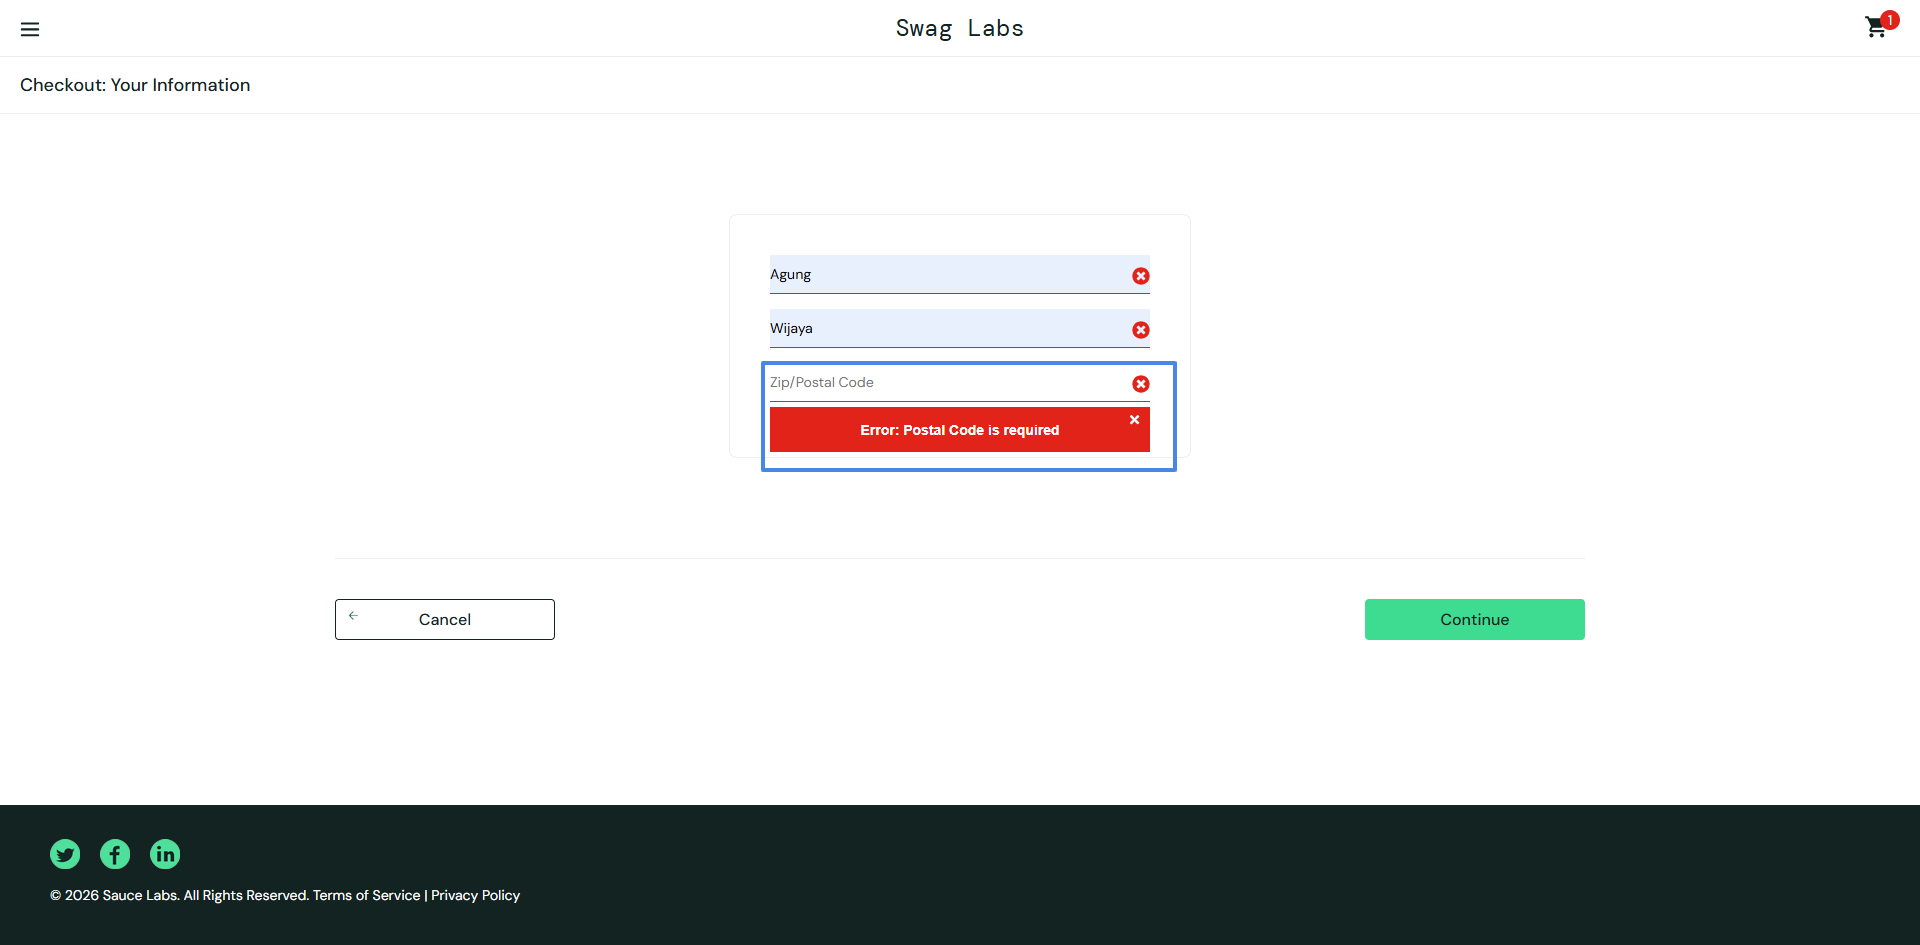 Swag Labs
1
Checkout: Your Information
Agung
Wijaya
Zip/Postal Code
Error: Postal Code is required
Cancel
Continue
© 2026 Sauce Labs. All Rights Reserved. Terms of Service | Privacy Policy